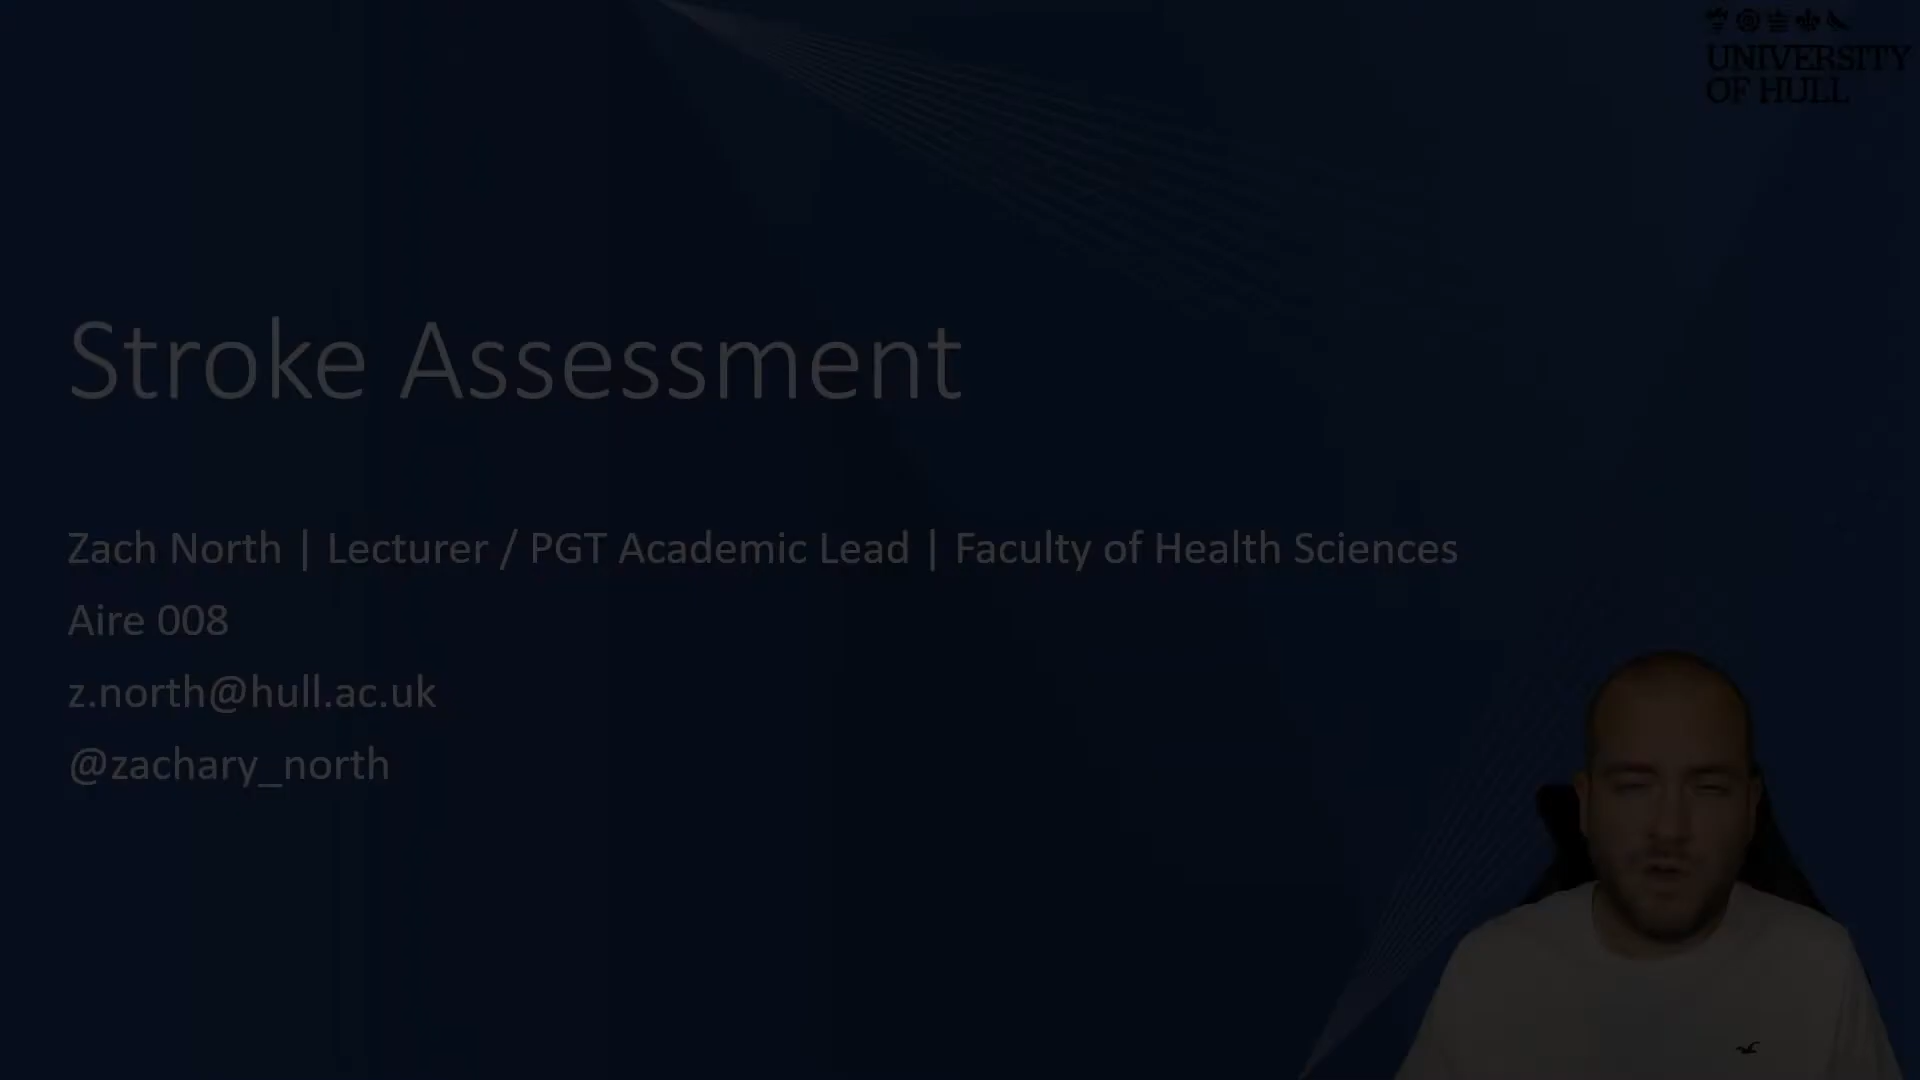 UNIVERSITY
OF HULL
Stroke Assessment
Zach North | Lecturer / PGT Academic Lead | Faculty of Health Sciences
Aire 008
z.north@hull.ac.uk
@zachary_north